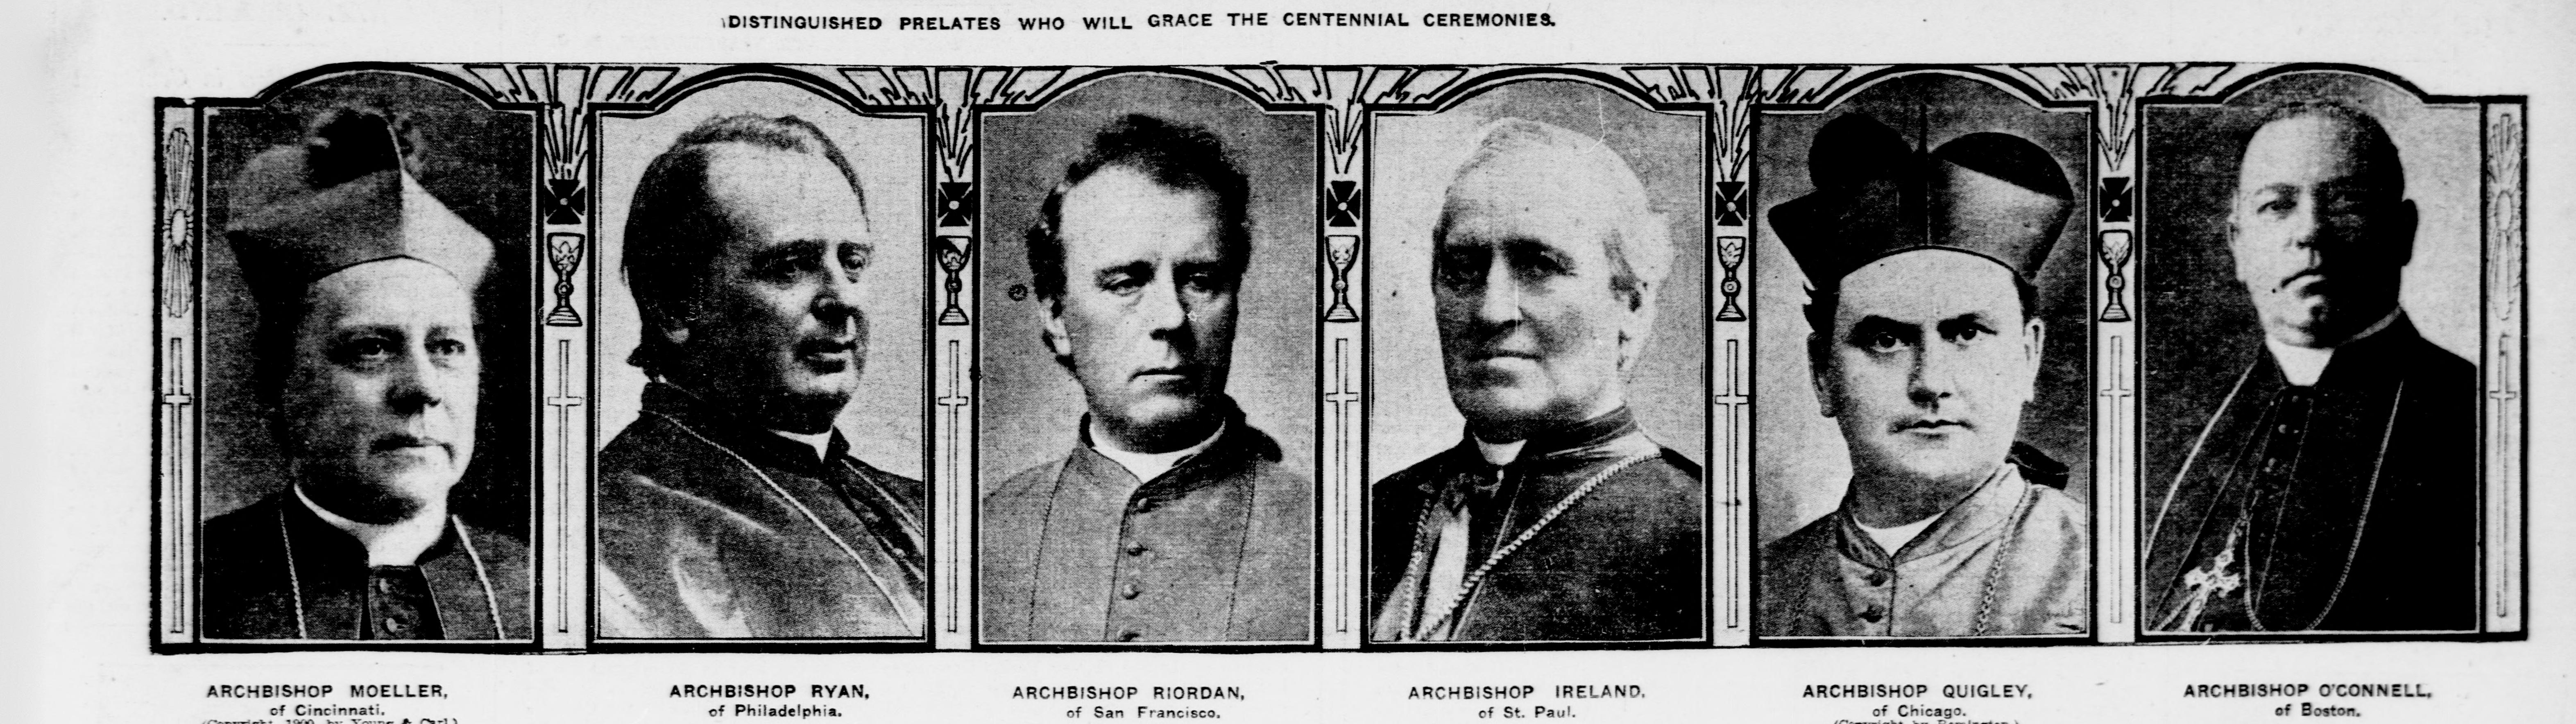 DISTINGUISHED PRELATES WHO WILL GRACE THE CENTENNIAL CEREMONIES.
ARCHBISHOP MOELLER,
of Cincinnati.
ARCHBISHOP RYAN,
of Philadelphia.
ARCHBISHOP RIORDAN,
of San Francisco.
ARCHBISHOP IRELAND,
of St. Paul.
ARCHBISHOP QUIGLEY,
of Chicago.
ARCHBISHOP O'CONNELL,
of Boston.